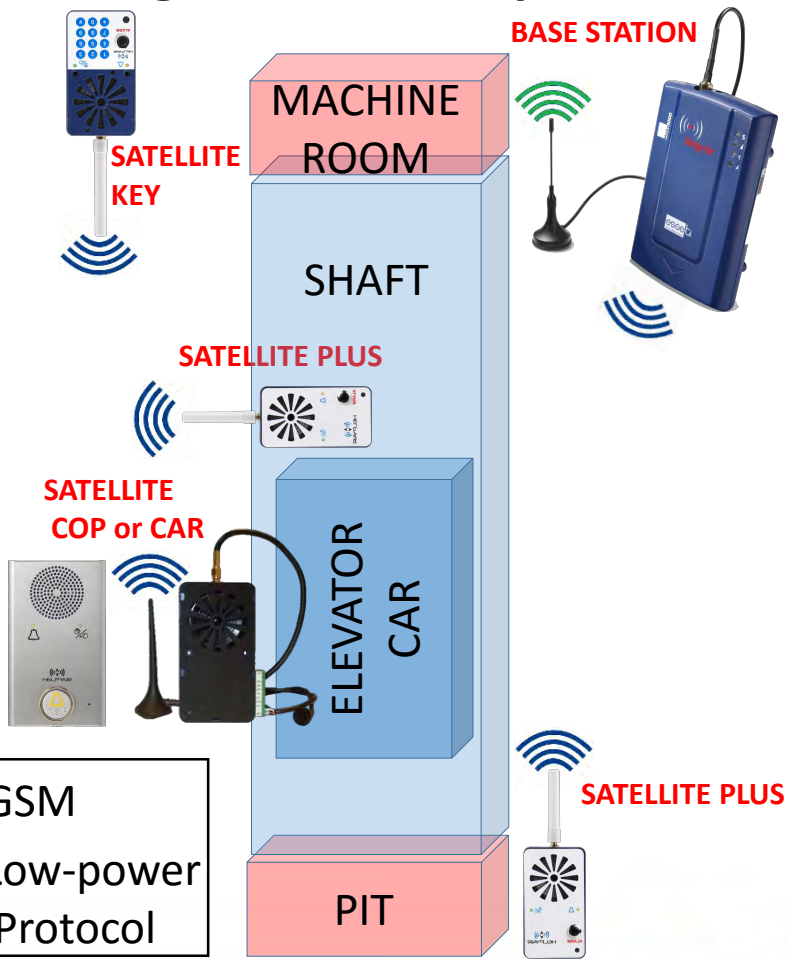 BASE STATION
MACHINE
ROOM
SATELLITE
KEY
SHAFT
SATELLITE PLUS
SATELLITE
COP or CAR
ELEVATOR
CAR
HELPYAIR
SATELLITE PLUS
GSM
Low-power
Protocol
PIT